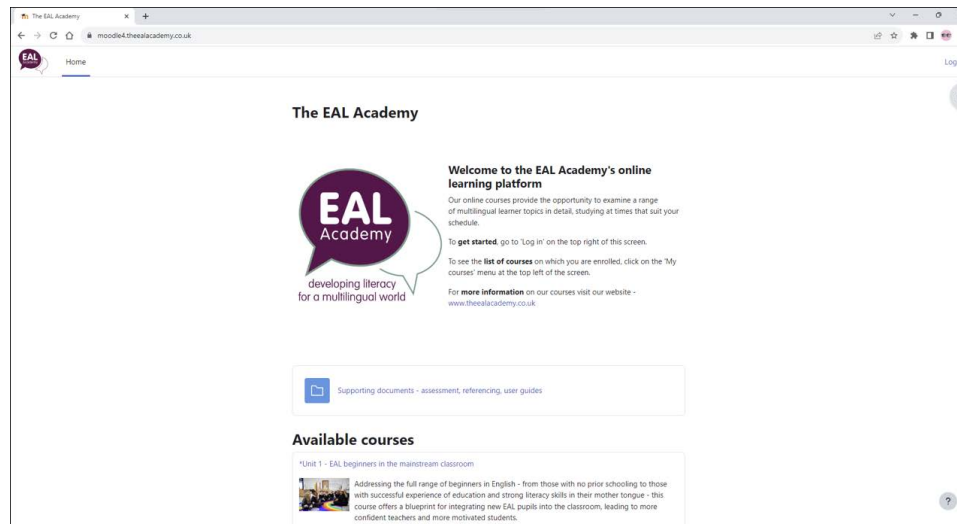 The EAL Academy
moodle4.theealacademy.co.uk
EAL
Home
Log
The EAL Academy
EAL
Academy
developing literacy
for a multilingual world
Welcome to the EAL Academy's online
learning platform
Our online courses provide the opportunity to examine a range
of multilingual learner topics in detail, studying at times that suit your
schedule.
To get started, go to 'Log in' on the top right of this screen.
To see the list of courses on which you are enrolled, click on the 'My
courses' menu at the top left of the screen.
For more information on our courses visit our website -
www.theealacademy.co.uk
Supporting documents - assessment, referencing, user guides
Available courses
*Unit 1 - EAL beginners in the mainstream classroom
Addressing the full range of beginners in English - from those with no prior schooling to those
with successful experience of education and strong literacy skills in their mother tongue - this
course offers a blueprint for integrating new EAL pupils into the classroom, leading to more
confident teachers and more motivated students.
?